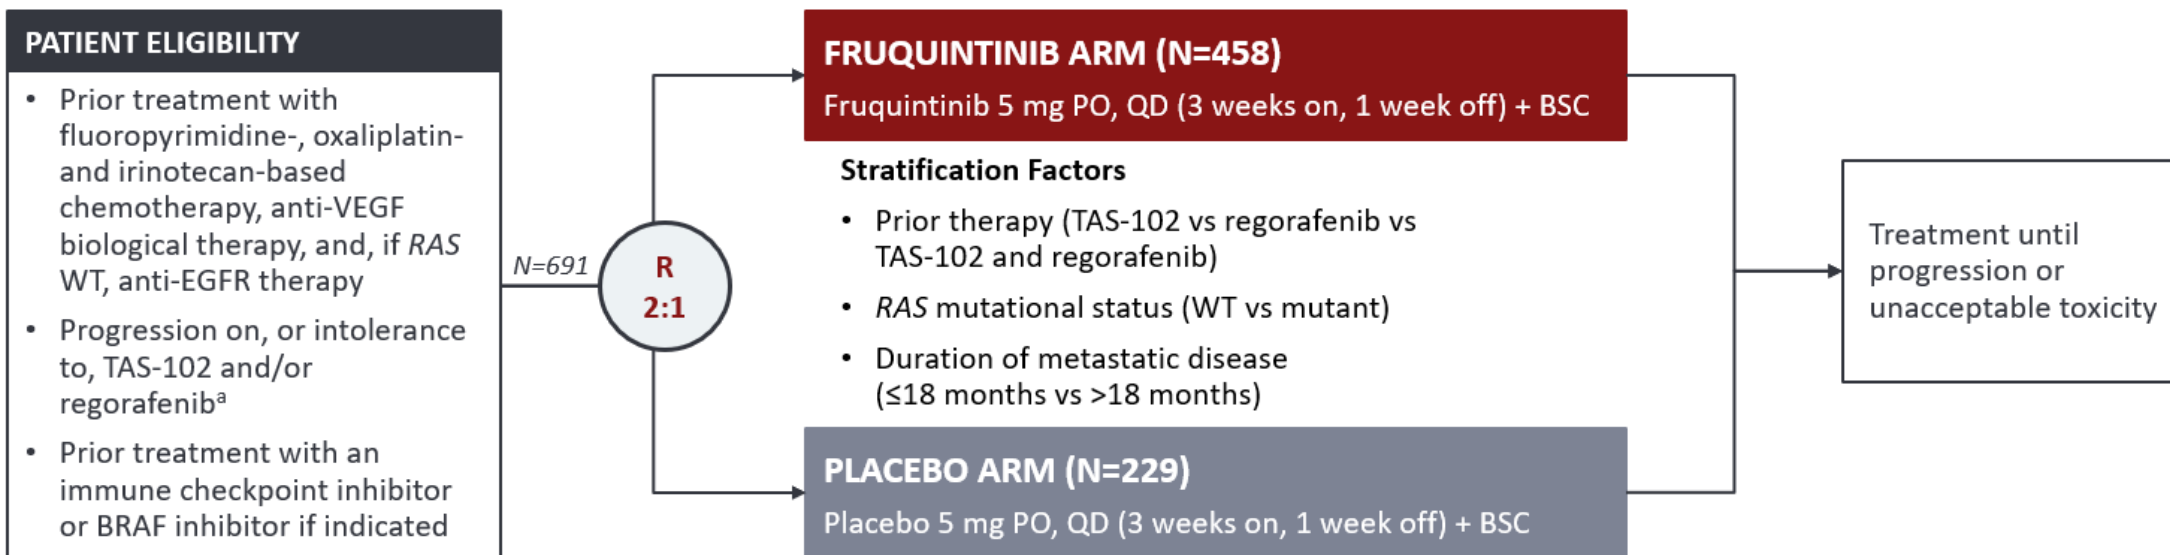 PATIENT ELIGIBILITY
• Prior treatment with
fluoropyrimidine-, oxaliplatin-
and irinotecan-based
chemotherapy, anti-VEGF
biological therapy, and, if RAS
WT, anti-EGFR therapy
• Progression on, or intolerance
to, TAS-102 and/or
regorafenibᵃ
• Prior treatment with an
immune checkpoint inhibitor
or BRAF inhibitor if indicated
N=691
R
2:1
FRUQUINTINIB ARM (N=458)
Fruquintinib 5 mg PO, QD (3 weeks on, 1 week off) + BSC
Stratification Factors
• Prior therapy (TAS-102 vs regorafenib vs
TAS-102 and regorafenib)
• RAS mutational status (WT vs mutant)
• Duration of metastatic disease
(≤18 months vs >18 months)
PLACEBO ARM (N=229)
Placebo 5 mg PO, QD (3 weeks on, 1 week off) + BSC
Treatment until
progression or
unacceptable toxicity